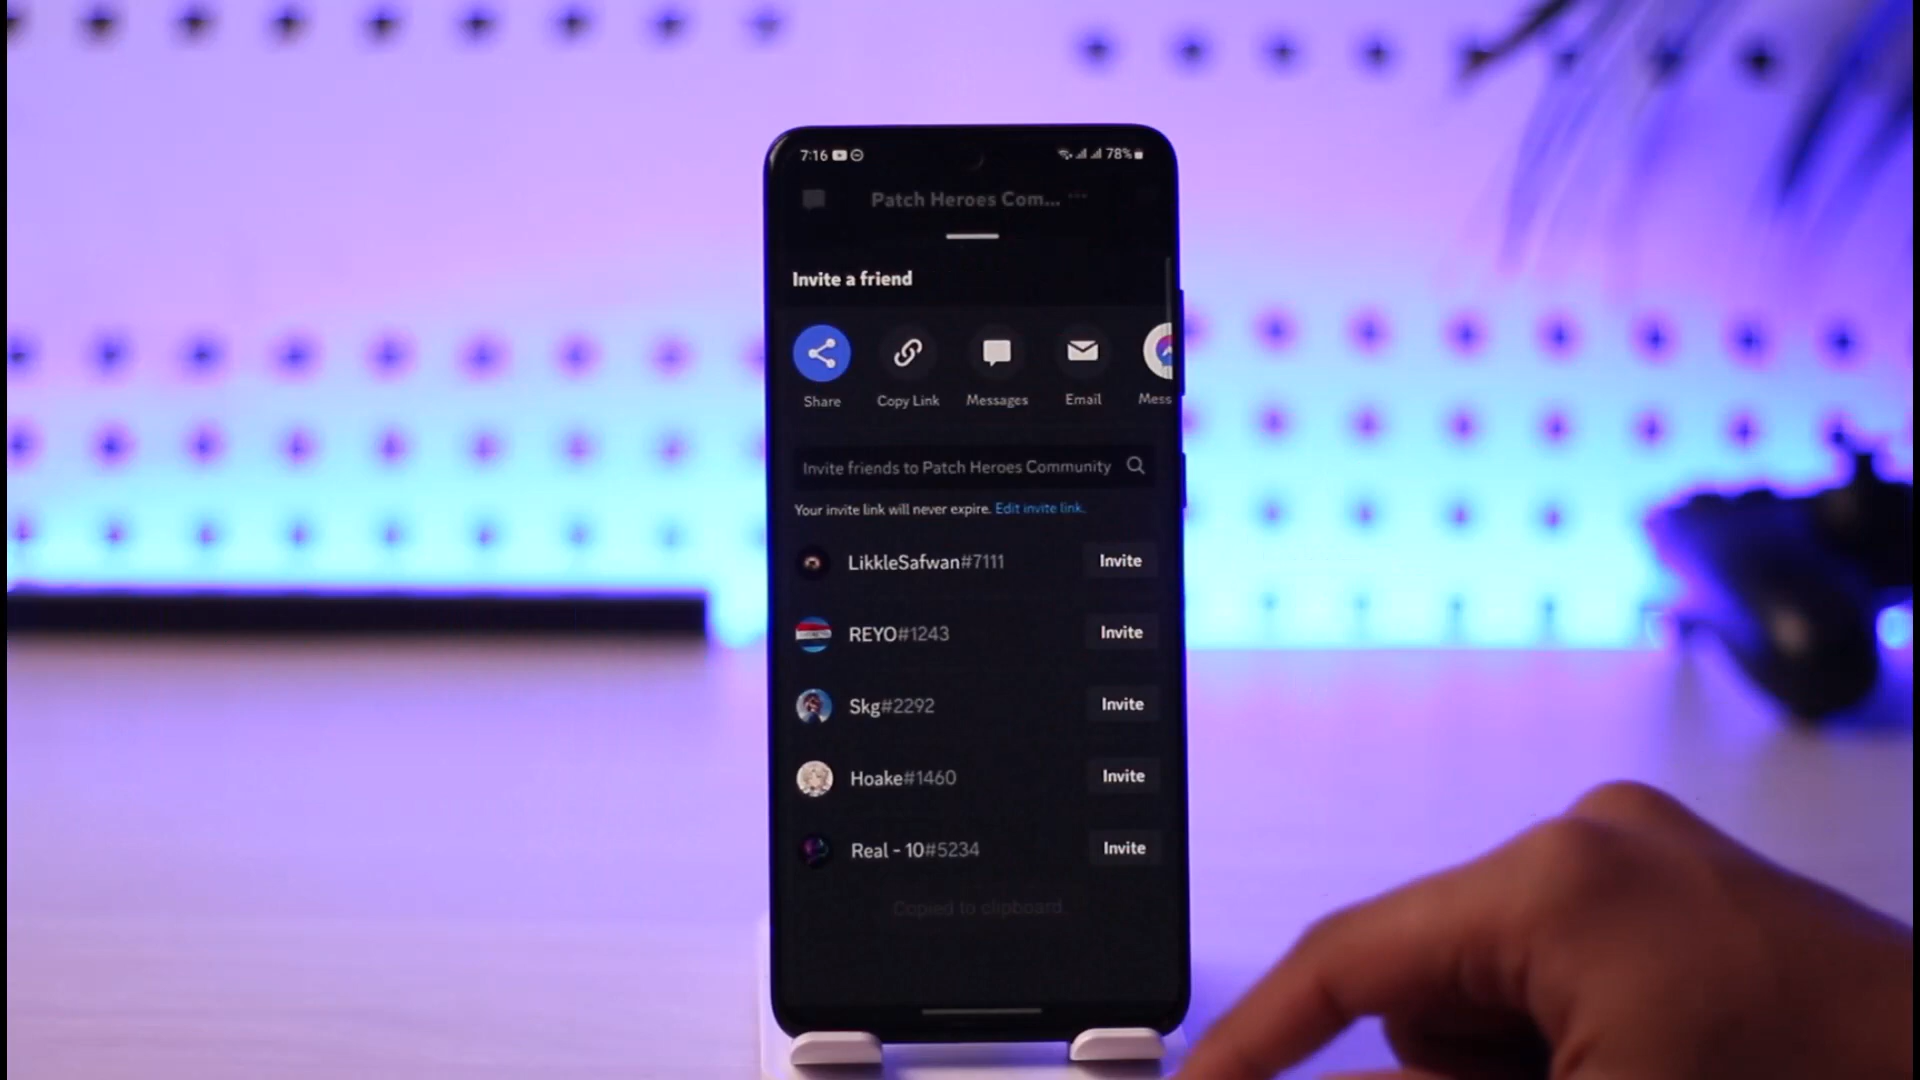 7:16 78%
Patch Heroes Com...
Invite a friend
Share Copy Link Messages Email Mess
Invite friends to Patch Heroes Community
Your invite link will never expire. Edit invite link.
LikkleSafwan#7111 Invite
REYO#1243 Invite
Skg#2292 Invite
Hoake#1460 Invite
Real - 10#5234 Invite
Copied to clipboard.